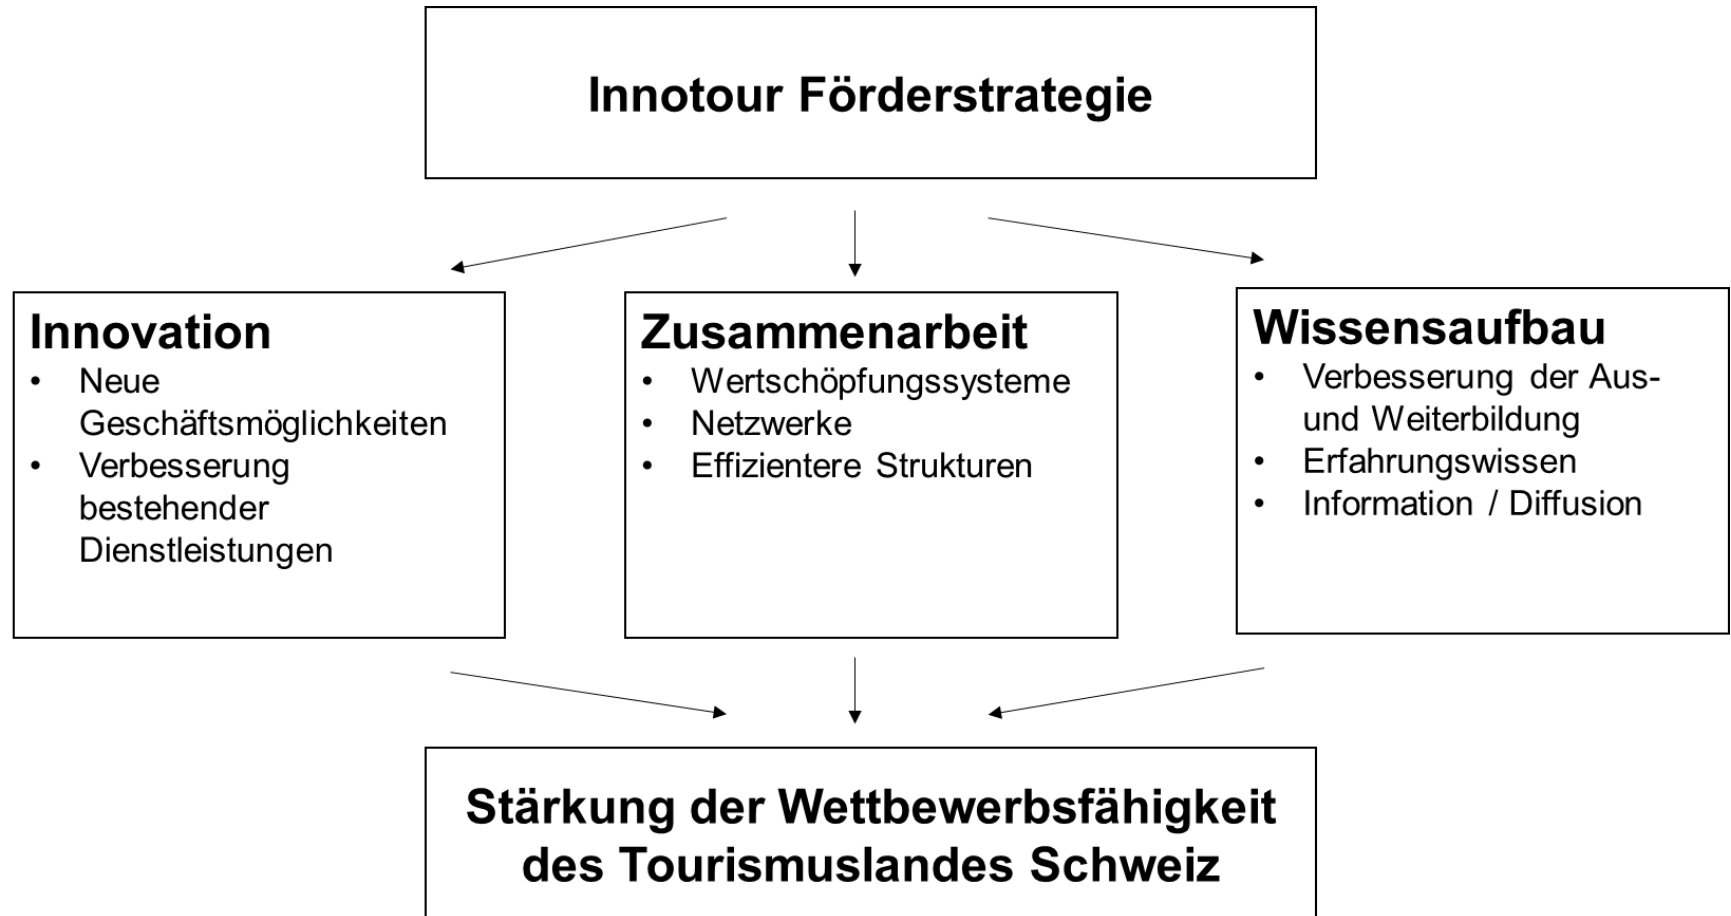 Innotour Förderstrategie
Innovation
• Neue
Geschäftsmöglichkeiten
• Verbesserung
bestehender
Dienstleistungen
Zusammenarbeit
• Wertschöpfungssysteme
• Netzwerke
• Effizientere Strukturen
Wissensaufbau
• Verbesserung der Aus-
und Weiterbildung
• Erfahrungswissen
• Information / Diffusion
Stärkung der Wettbewerbsfähigkeit
des Tourismuslandes Schweiz